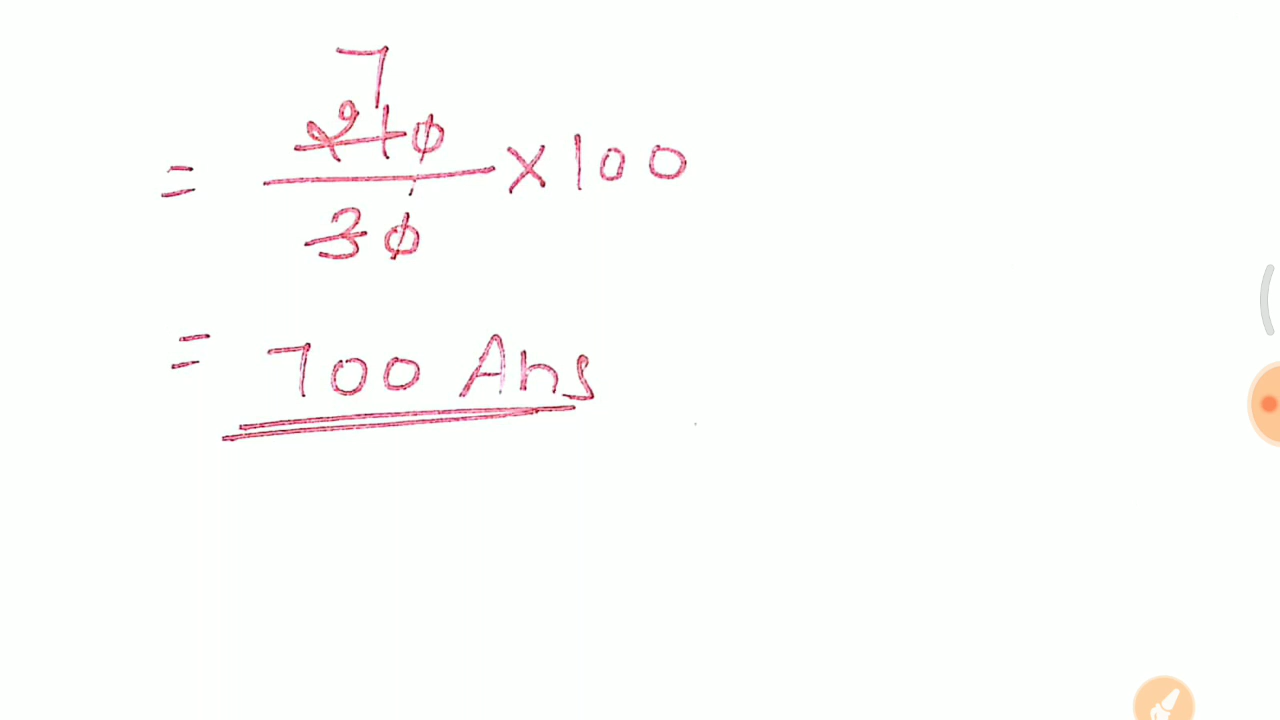 7
= 210/30 × 100
= 700 Ans